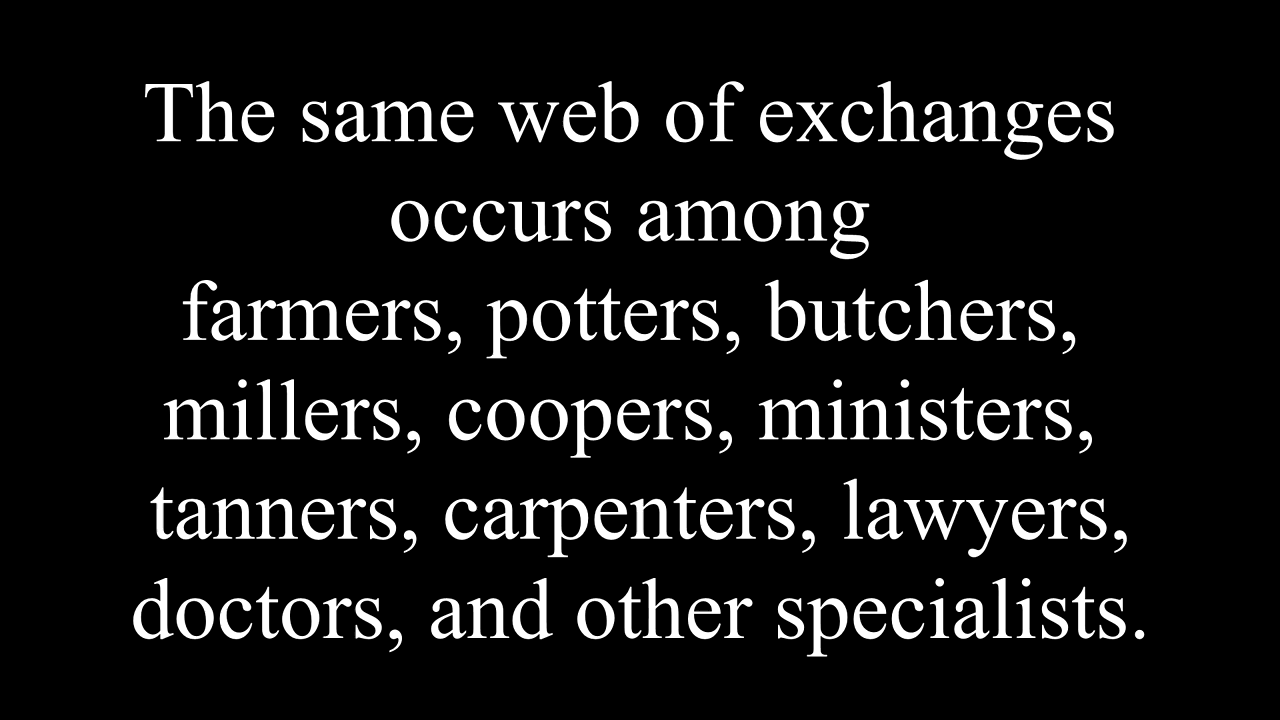 The same web of exchanges
occurs among
farmers, potters, butchers,
millers, coopers, ministers,
tanners, carpenters, lawyers,
doctors, and other specialists.